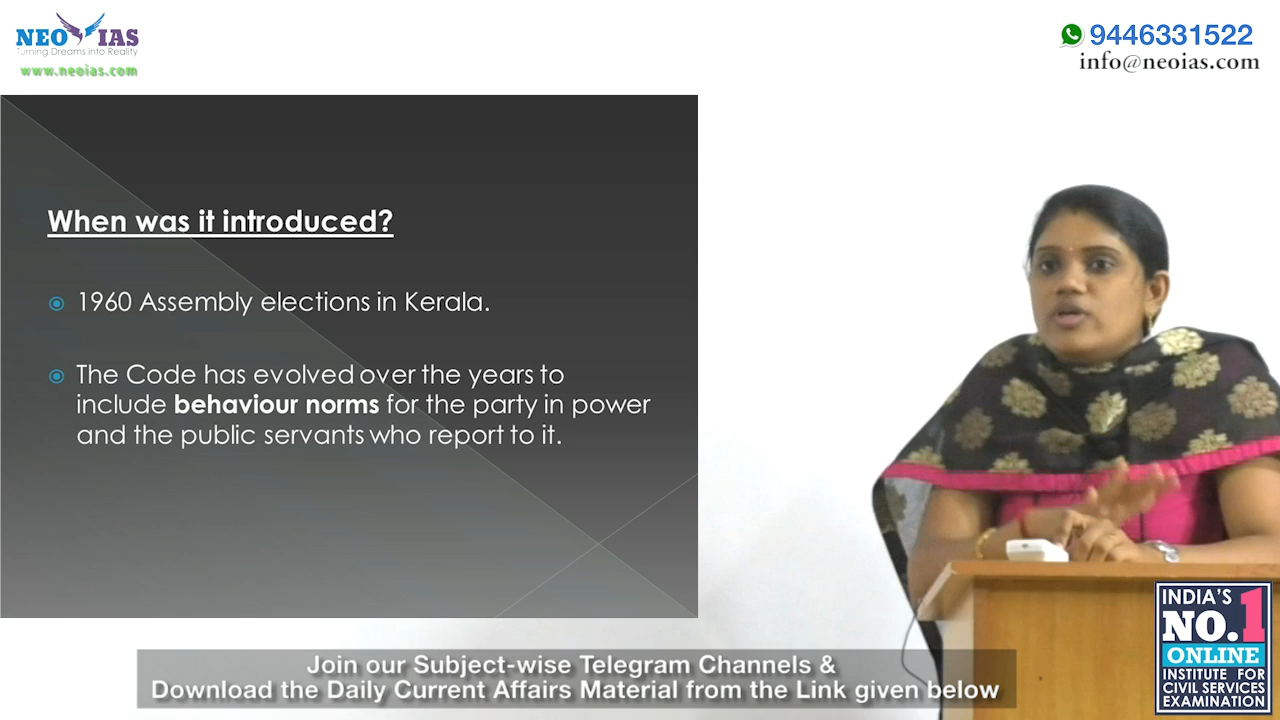 NEO IAS
Turning Dreams into Reality
www.neoias.com
9446331522
info@neoias.com
When was it introduced?
1960 Assembly elections in Kerala.
The Code has evolved over the years to
include behaviour norms for the party in power
and the public servants who report to it.
INDIA'S
NO.1
ONLINE
INSTITUTE FOR
CIVIL SERVICES
EXAMINATION
Join our Subject-wise Telegram Channels &
Download the Daily Current Affairs Material from the Link given below